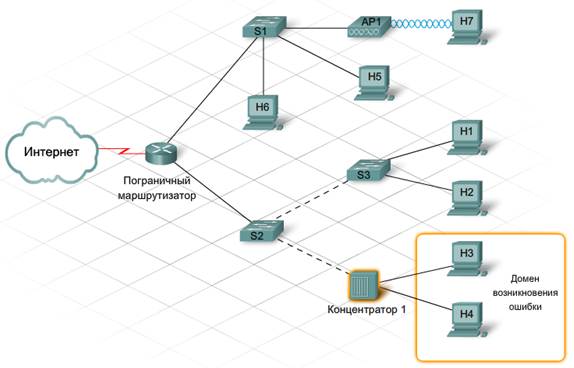 S1
AP1
H7
H5
H6
Интернет
Пограничный
маршрутизатор
H1
S3
H2
S2
H3
Домен
возникновения
ошибки
Концентратор 1
H4